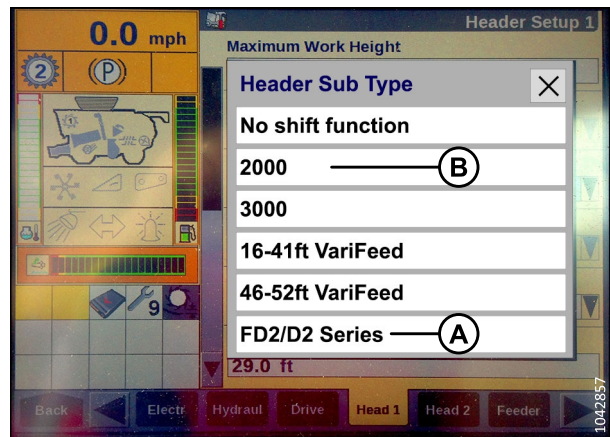 0.0 mph
Header Setup 1
2
(P)
Maximum Work Height
1
Header Sub Type
No shift function
2000
B
3000
16-41ft VariFeed
46-52ft VariFeed
FD2/D2 Series
A
9
29.0 ft
Back
Electr
Hydraul
Drive
Head 1
Head 2
Feeder
1042857